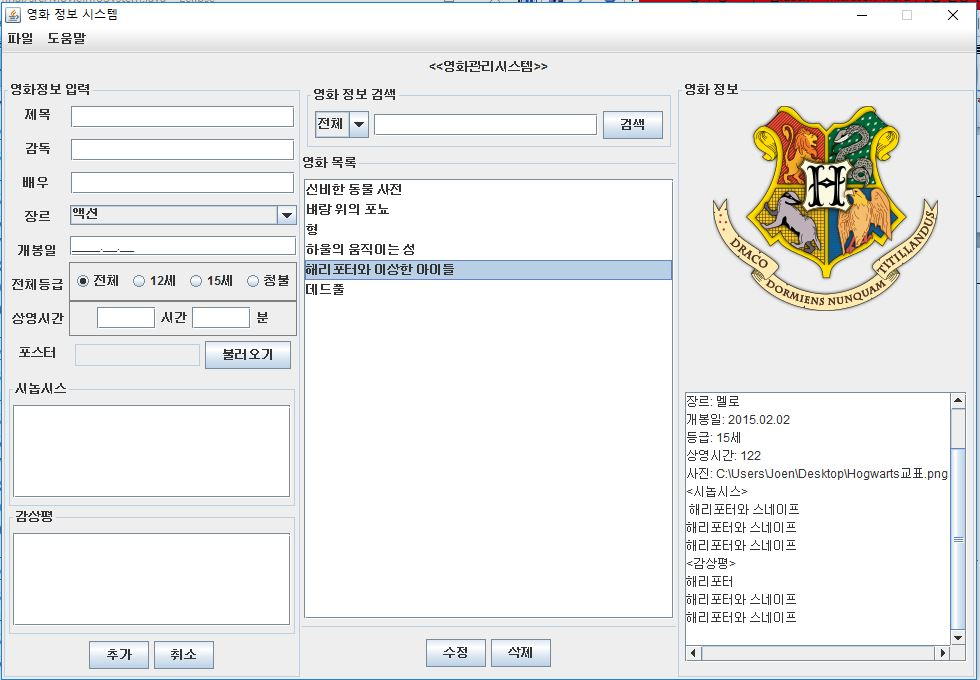 영화 정보 시스템
파일 도움말
<<영화관리시스템>>
영화정보 입력
제목
감독
배우
장르 액션
개봉일 ____.__.__
전체등급 전체 12세 15세 청불
상영시간 시간 분
포스터 불러오기
시놉시스
감상평
추가 취소
영화 정보 검색
전체 검색
영화 목록
신비한 동물 사전
벼랑 위의 포뇨
형
하울의 움직이는 성
해리포터와 이상한 아이들
데드풀
수정 삭제
영화 정보
H
DRACO DORMIENS NUNQUAM TITILLANDUS
장르: 멜로
개봉일: 2015.02.02
등급: 15세
상영시간: 122
사진: C:\Users\Joen\Desktop\Hogwarts교표.png
<시놉시스>
해리포터와 스네이프
해리포터와 스네이프
해리포터와 스네이프
<감상평>
해리포터
해리포터와 스네이프
해리포터와 스네이프